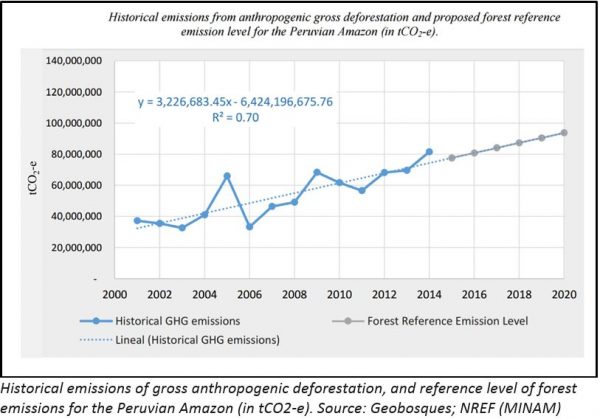 Historical emissions from anthropogenic gross deforestation and proposed forest reference
emission level for the Peruvian Amazon (in tCO2-e).
140,000,000
120,000,000
100,000,000
80,000,000
60,000,000
40,000,000
20,000,000
-
tCO2-e
y = 3,226,683.45x - 6,424,196,675.76
R² = 0.70
2000 2002 2004 2006 2008 2010 2012 2014 2016 2018 2020
Historical GHG emissions
Forest Reference Emission Level
Lineal (Historical GHG emissions)
Historical emissions of gross anthropogenic deforestation, and reference level of forest
emissions for the Peruvian Amazon (in tCO2-e). Source: Geobosques; NREF (MINAM)